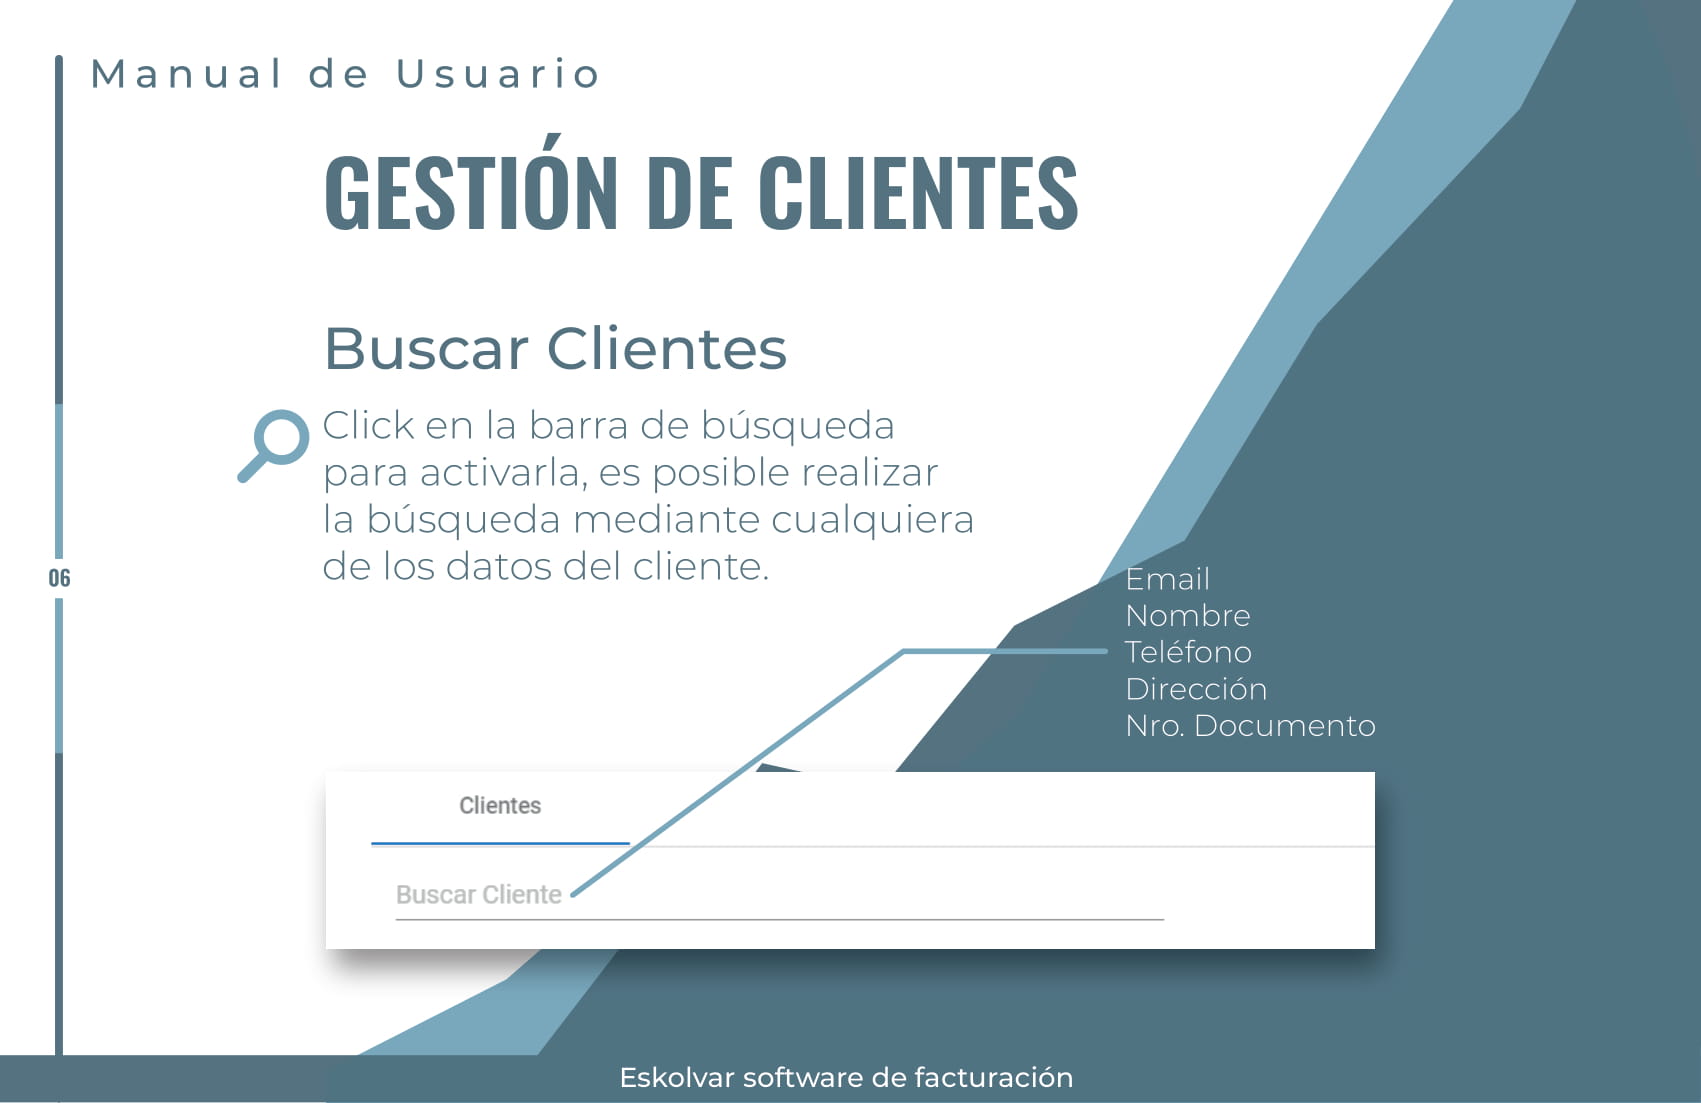 Manual de Usuario
GESTIÓN DE CLIENTES
Buscar Clientes
Click en la barra de búsqueda
para activarla, es posible realizar
la búsqueda mediante cualquiera
de los datos del cliente.
06
Email
Nombre
Teléfono
Dirección
Nro. Documento
Clientes
Buscar Cliente
Eskolvar software de facturación